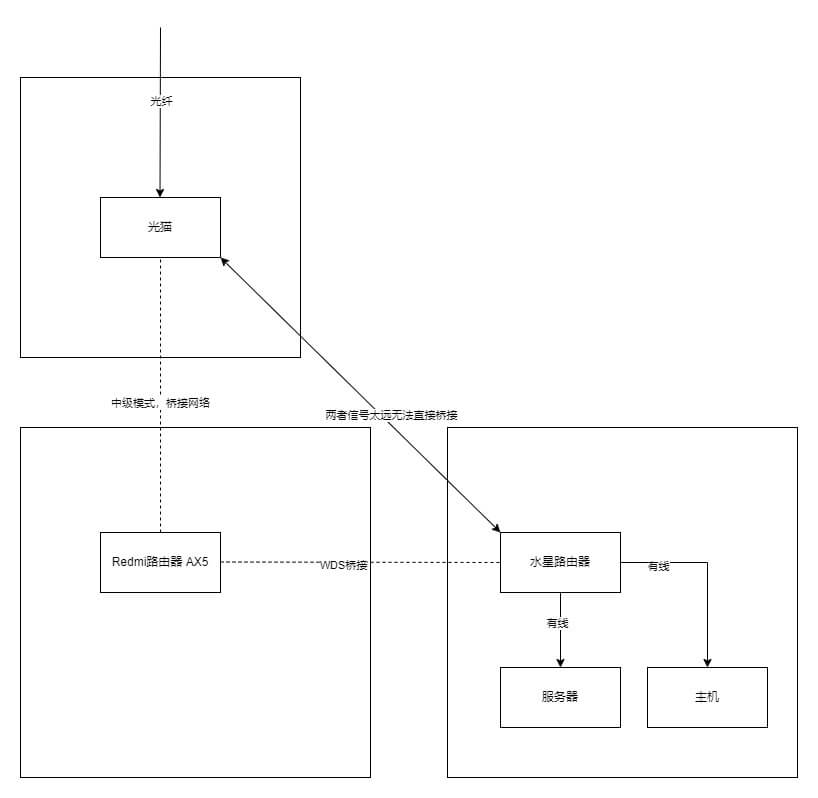 光纤
光猫
中级模式，桥接网络
两者信号太远无法直接桥接
Redmi路由器 AX5
WDS桥接
水星路由器
有线
有线
服务器
主机